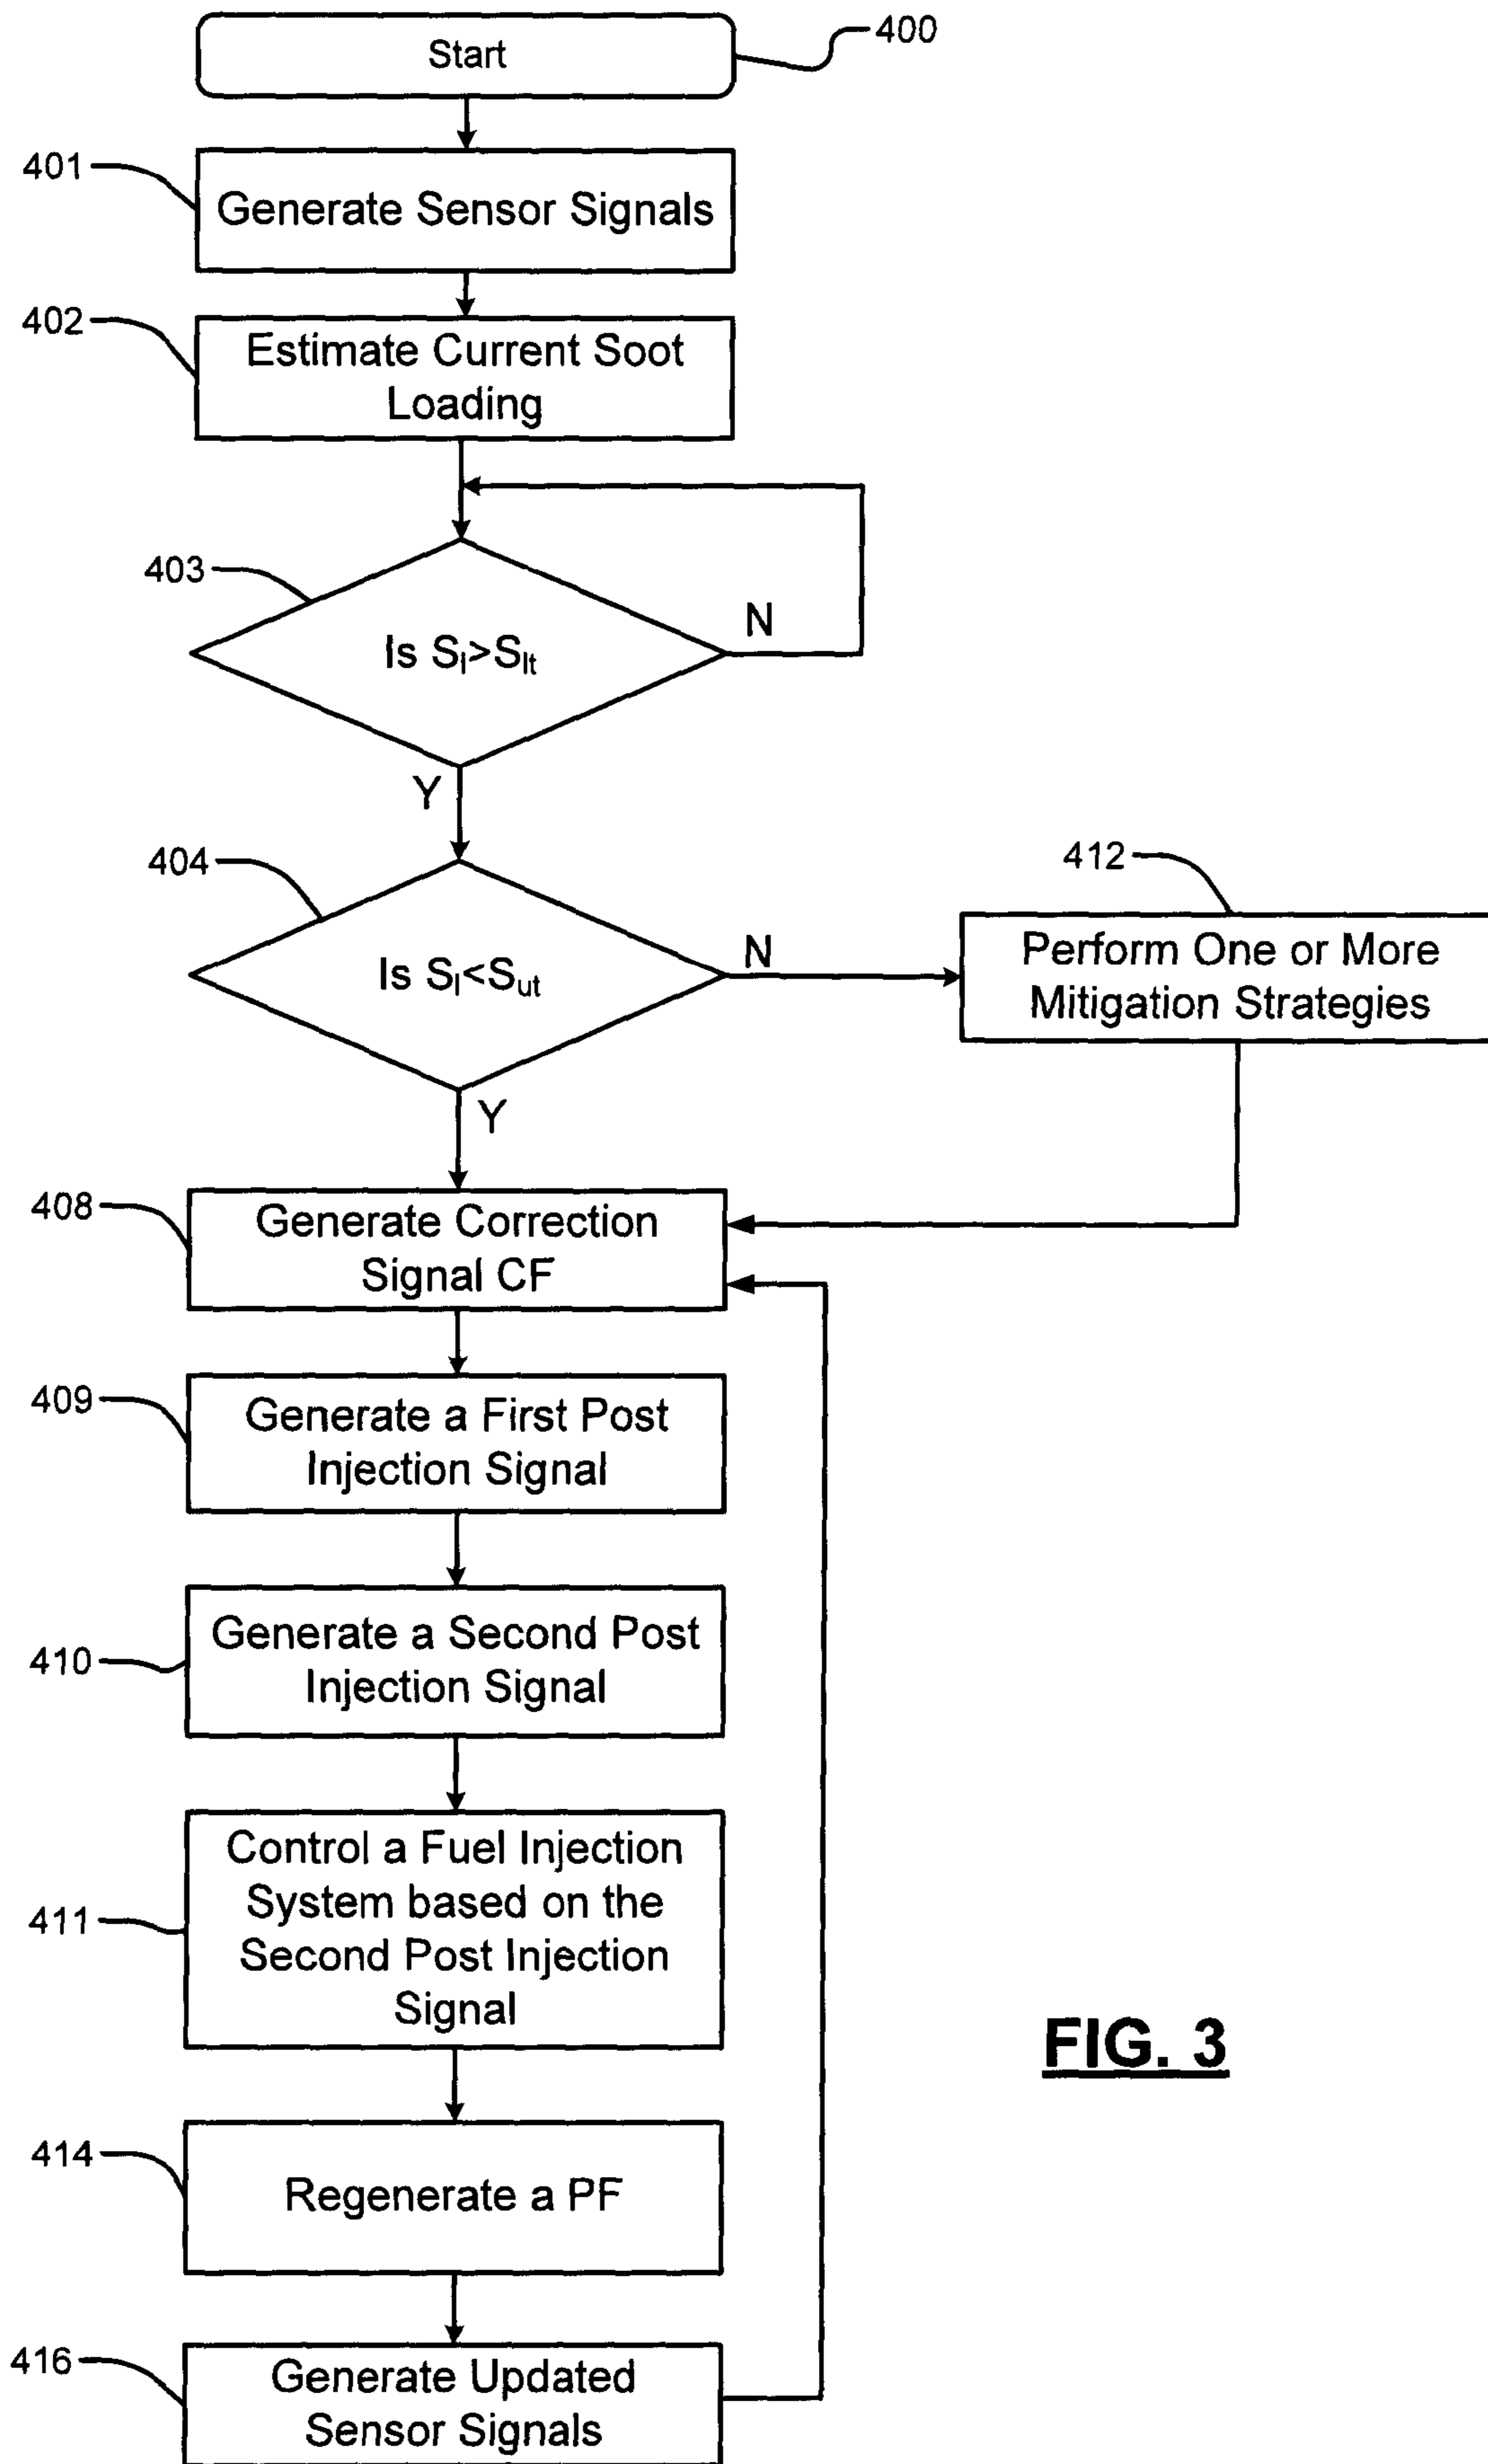 Start
400
401
Generate Sensor Signals
402
Estimate Current Soot
Loading
403
Is Sl>Slt
N
Y
404
Is Sl<Sut
N
412
Perform One or More
Mitigation Strategies
Y
408
Generate Correction
Signal CF
409
Generate a First Post
Injection Signal
410
Generate a Second Post
Injection Signal
411
Control a Fuel Injection
System based on the
Second Post Injection
Signal
414
Regenerate a PF
416
Generate Updated
Sensor Signals
FIG. 3